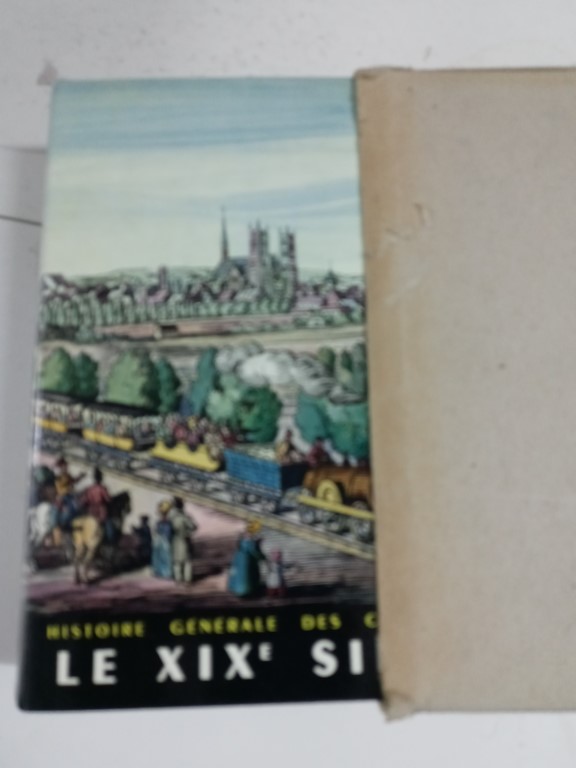 HISTOIRE GÉNÉRALE DES C
LE XIXᵉ SI